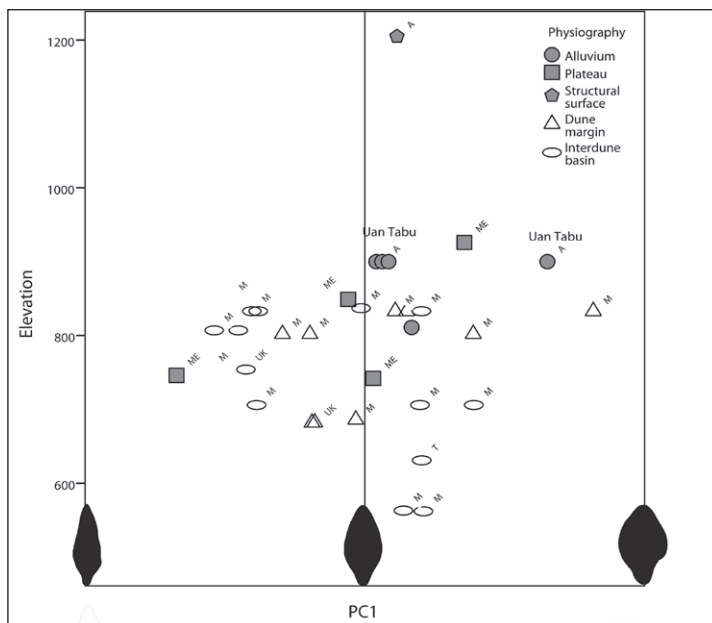 1200
A
Physiography
Alluvium
Plateau
Structural
surface
Dune
margin
Interdune
basin
1000
ME
Uan Tabu
Uan Tabu
A
A
ME
M
M
M
M
M
M
M
M
M
M
800
Elevation
ME
M
UK
ME
M
M
M
UK
M
T
600
M
M
PC1